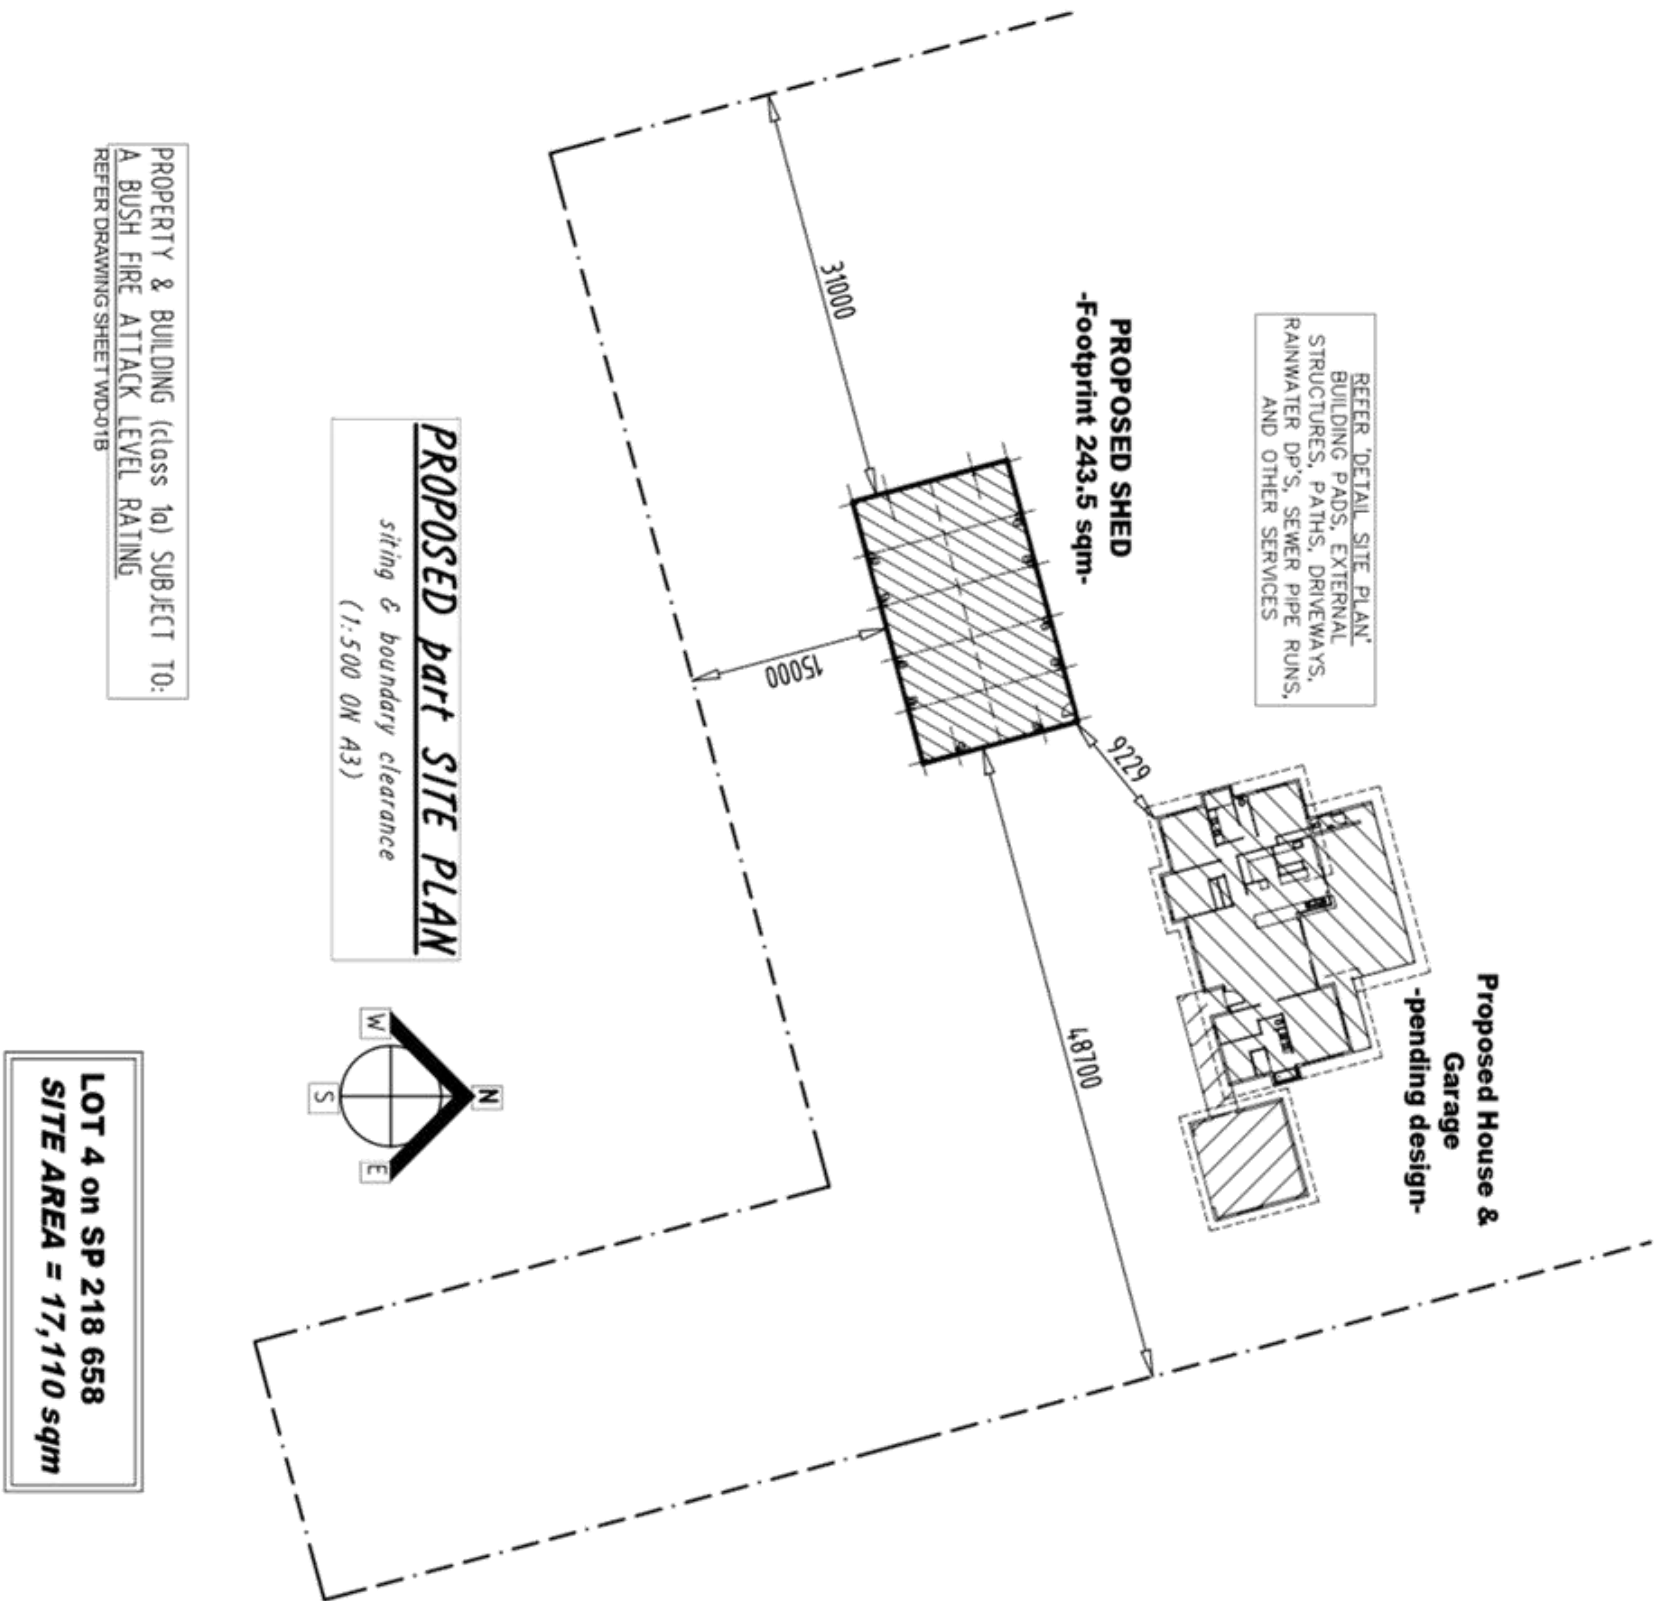 REFER 'DETAIL SITE PLAN'
BUILDING PADS, EXTERNAL
STRUCTURES, PATHS, DRIVEWAYS,
RAINWATER DP'S, SEWER PIPE RUNS,
AND OTHER SERVICES
PROPOSED SHED
-Footprint 243.5 sqm-
Proposed House &
Garage
-pending design-
31000
15000
9229
48700
PROPOSED part SITE PLAN
siting & boundary clearance
(1:500 ON A3)
PROPERTY & BUILDING (class 1a) SUBJECT TO:
A BUSH FIRE ATTACK LEVEL RATING
REFER DRAWING SHEET WD-01B
N
W
E
S
LOT 4 on SP 218 658
SITE AREA = 17,110 sqm